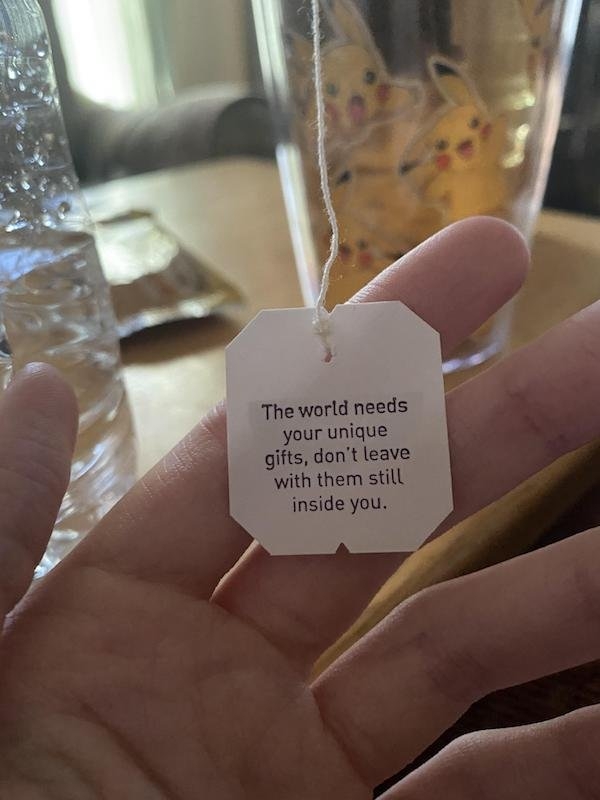 The world needs
your unique
gifts, don't leave
with them still
inside you.